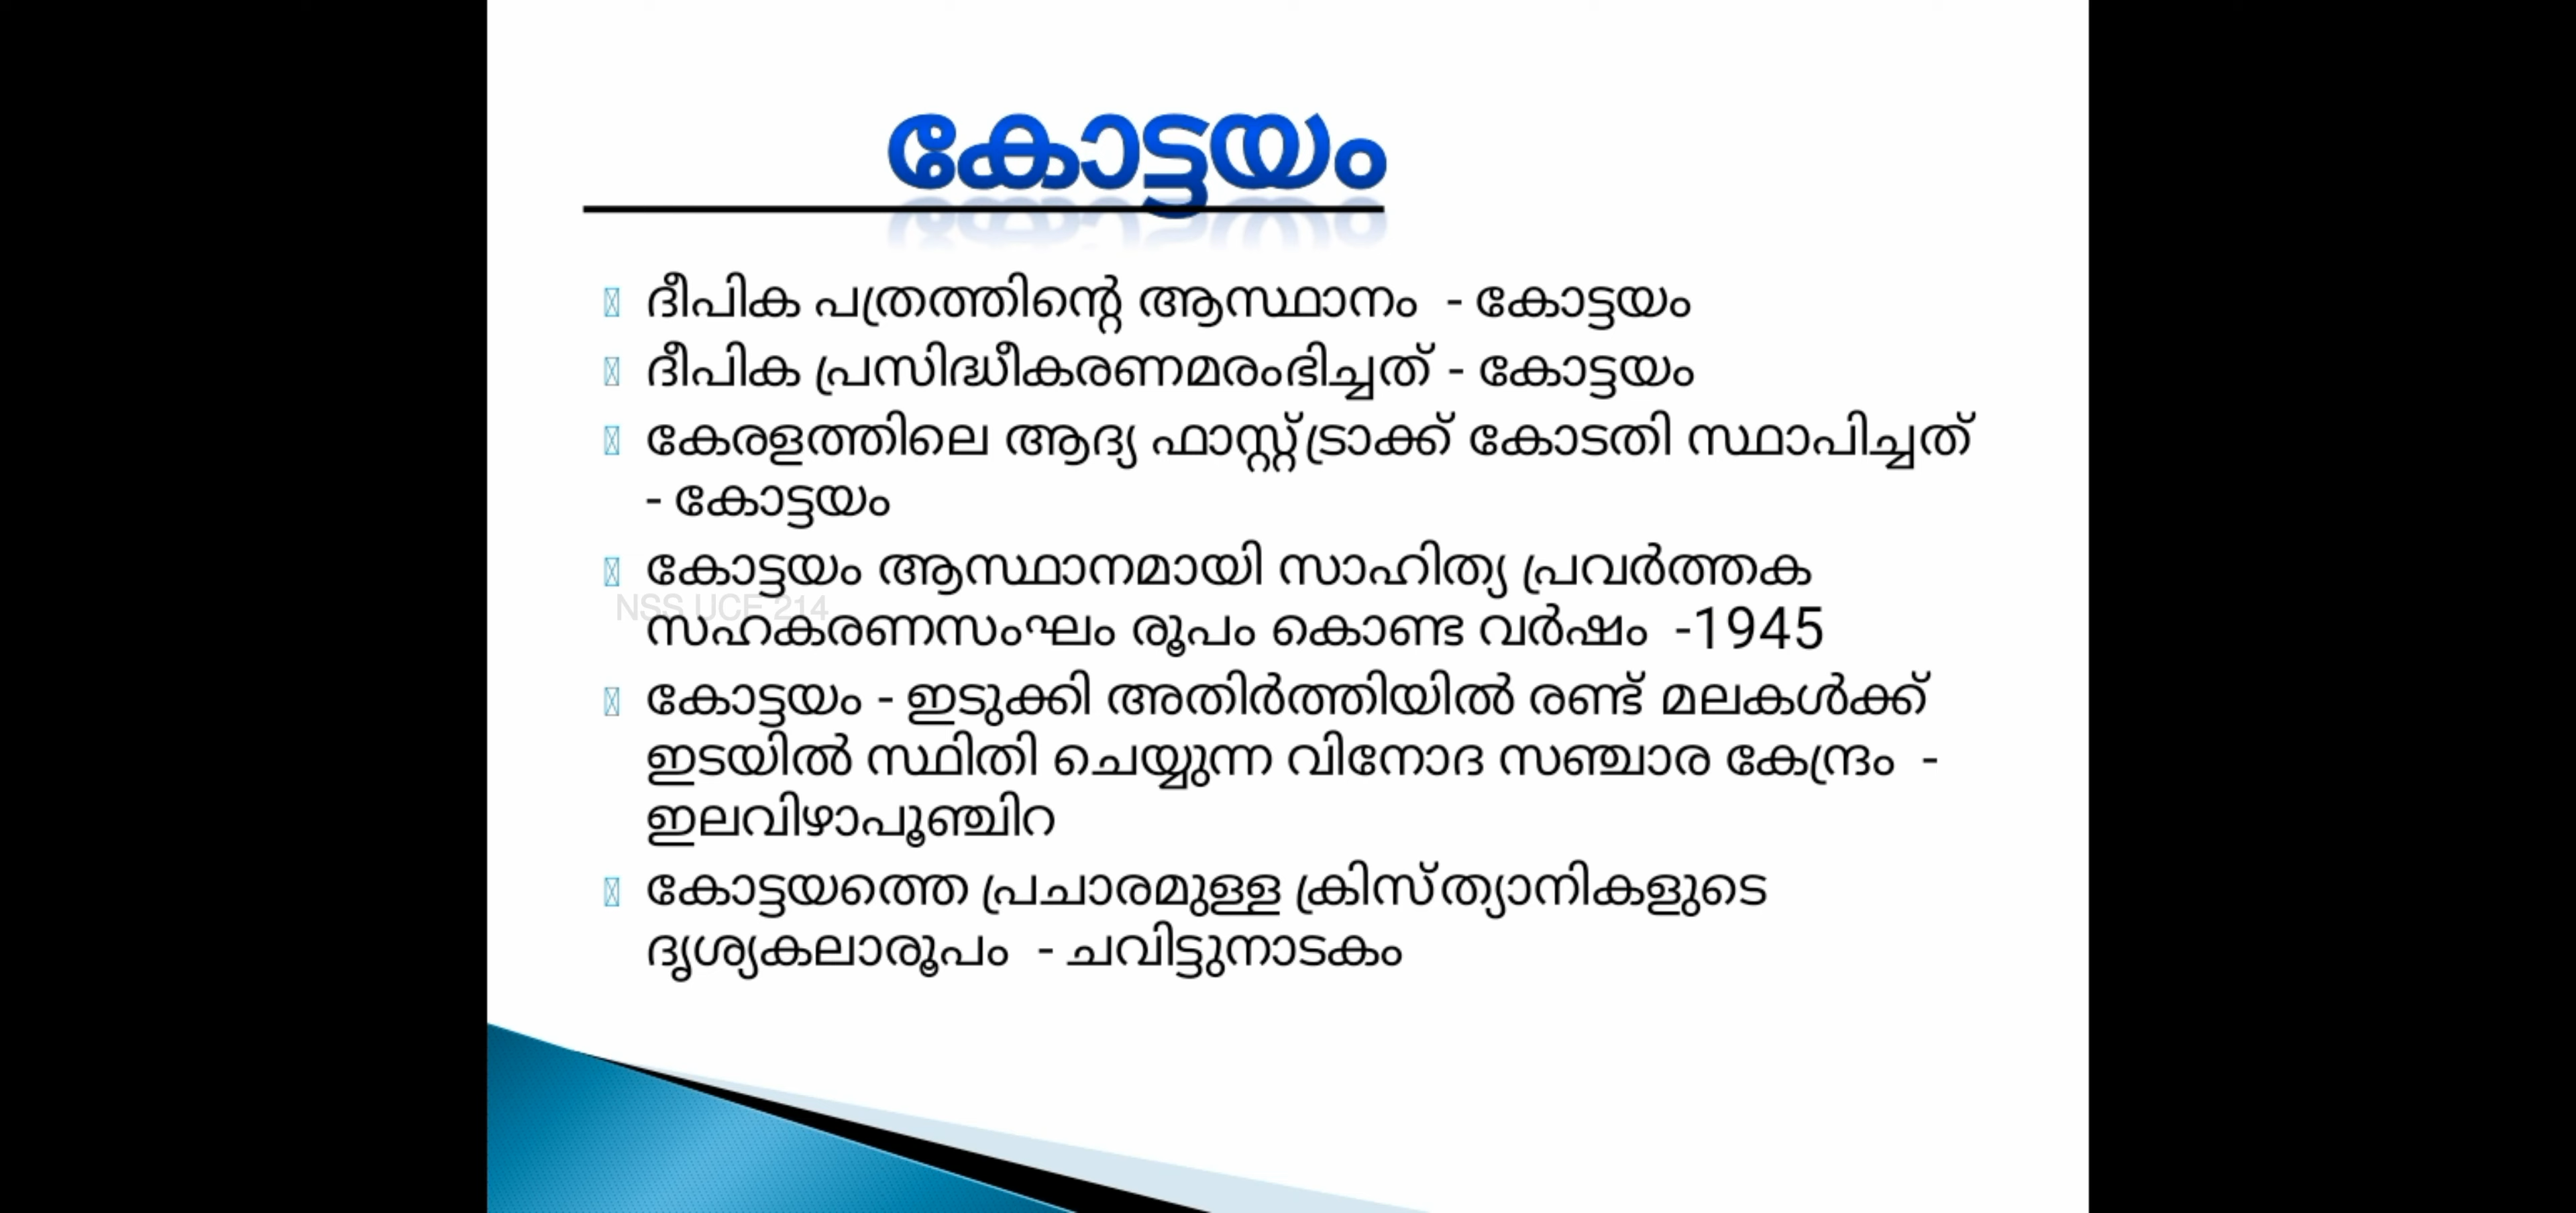 കോട്ടയം
ദീപിക പത്രത്തിന്റെ ആസ്ഥാനം - കോട്ടയം
ദീപിക പ്രസിദ്ധീകരണമരംഭിച്ചത് - കോട്ടയം
കേരളത്തിലെ ആദ്യ ഫാസ്റ്റ്ട്രാക്ക് കോടതി സ്ഥാപിച്ചത്
- കോട്ടയം
കോട്ടയം ആസ്ഥാനമായി സാഹിത്യ പ്രവർത്തക
NSS UCE 214
സഹകരണസംഘം രൂപം കൊണ്ട വർഷം -1945
കോട്ടയം - ഇടുക്കി അതിർത്തിയിൽ രണ്ട് മലകൾക്ക്
ഇടയിൽ സ്ഥിതി ചെയ്യുന്ന വിനോദ സഞ്ചാര കേന്ദ്രം -
ഇലവിഴാപൂഞ്ചിറ
കോട്ടയത്തെ പ്രചാരമുള്ള ക്രിസ്ത്യാനികളുടെ
ദൃശ്യകലാരൂപം - ചവിട്ടുനാടകം